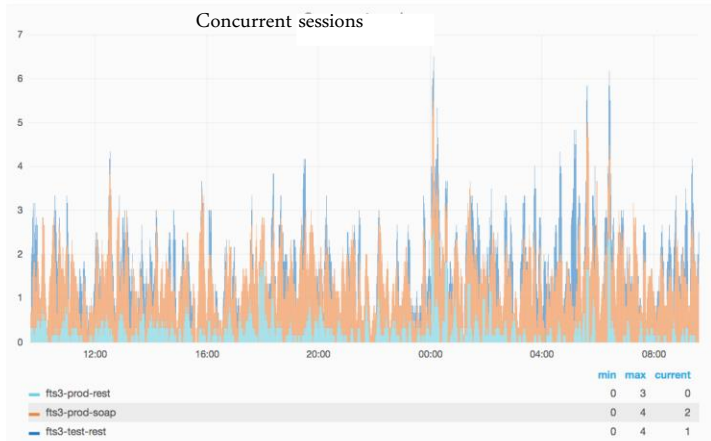 Concurrent sessions
7
6
5
4
3
2
1
0
12:00 16:00 20:00 00:00 04:00 08:00
min max current
fts3-prod-rest 0 3 0
fts3-prod-soap 0 4 2
fts3-test-rest 0 4 1